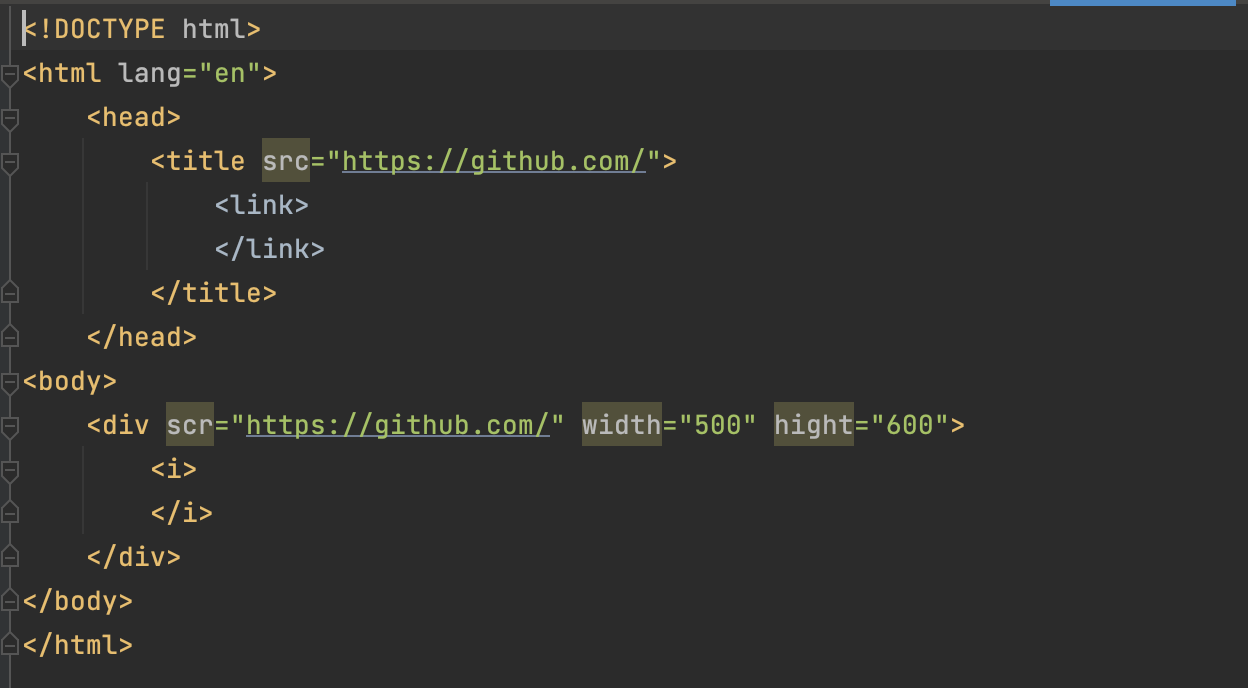 <!DOCTYPE html>
<html lang="en">
    <head>
        <title src="https://github.com/">
            <link>
            </link>
        </title>
    </head>
<body>
    <div scr="https://github.com/" width="500" hight="600">
        <i>
        </i>
    </div>
</body>
</html>